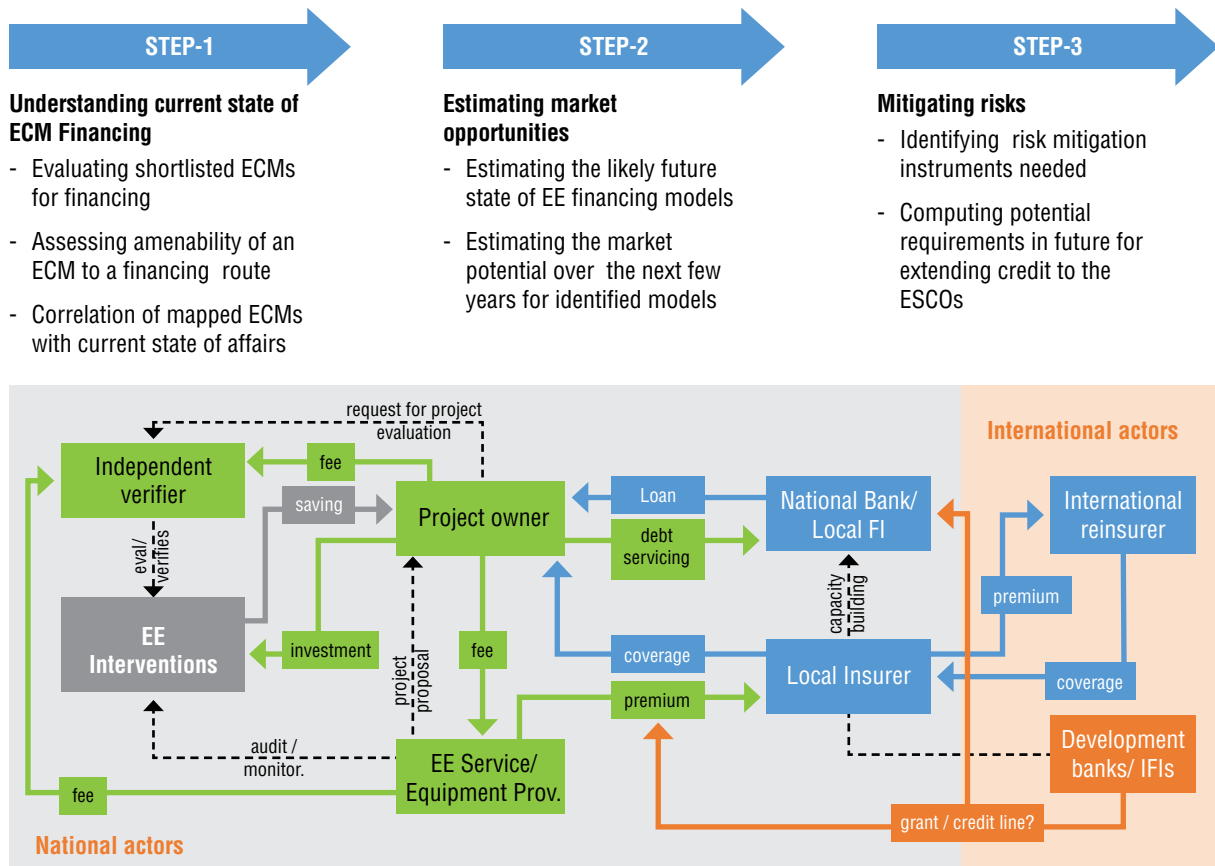 STEP-1
STEP-2
STEP-3
Understanding current state of
ECM Financing
- Evaluating shortlisted ECMs
for financing
- Assessing amenability of an
ECM to a financing route
- Correlation of mapped ECMs
with current state of affairs
Estimating market
opportunities
- Estimating the likely future
state of EE financing models
- Estimating the market
potential over the next few
years for identified models
Mitigating risks
- Identifying risk mitigation
instruments needed
- Computing potential
requirements in future for
extending credit to the
ESCOs
request for project
evaluation
International actors
Independent
verifier
fee
saving
Project owner
Loan
debt
servicing
National Bank/
Local FI
International
reinsurer
eval/
verifies
EE
Interventions
investment
project
proposal
fee
coverage
premium
capacity
building
Local Insurer
premium
coverage
audit /
monitor.
fee
EE Service/
Equipment Prov.
Development
banks/ IFIs
grant / credit line?
National actors